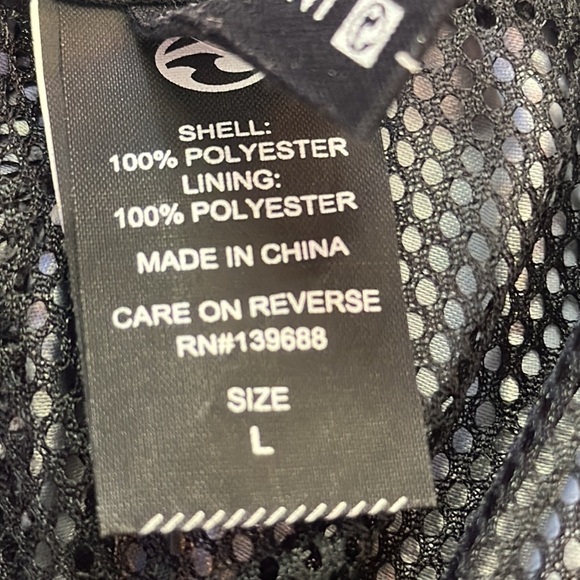 SHELL:
100% POLYESTER
LINING:
100% POLYESTER
MADE IN CHINA
CARE ON REVERSE
RN#139688
SIZE
L